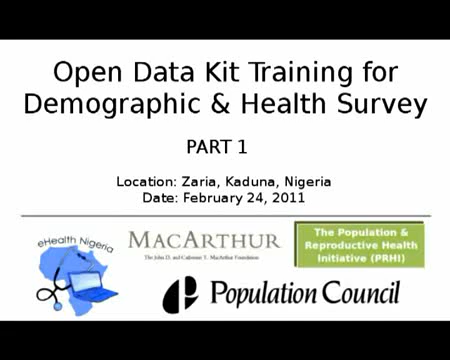 Open Data Kit Training for
Demographic & Health Survey
PART 1
Location: Zaria, Kaduna, Nigeria
Date: February 24, 2011
eHealth Nigeria
MACARTHUR
The John D. and Catherine T. MacArthur Foundation
The Population &
Reproductive Health
Initiative (PRHI)
Population Council